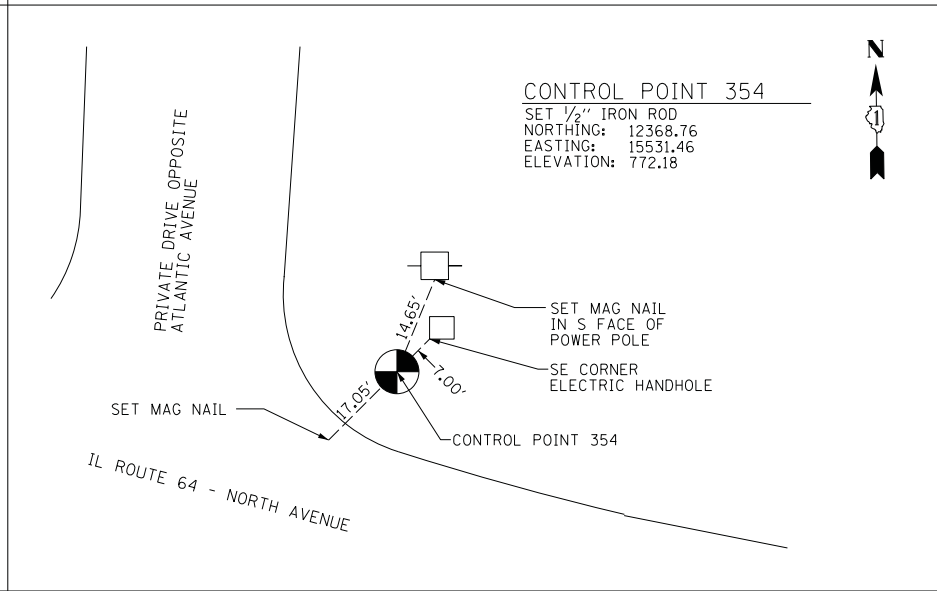 N
1
CONTROL POINT 354
SET 1/2" IRON ROD
NORTHING: 12368.76
EASTING: 15531.46
ELEVATION: 772.18
PRIVATE DRIVE OPPOSITE
ATLANTIC AVENUE
14.65'
SET MAG NAIL
IN S FACE OF
POWER POLE
7.00'
SE CORNER
ELECTRIC HANDHOLE
17.05'
SET MAG NAIL
CONTROL POINT 354
IL ROUTE 64 - NORTH AVENUE